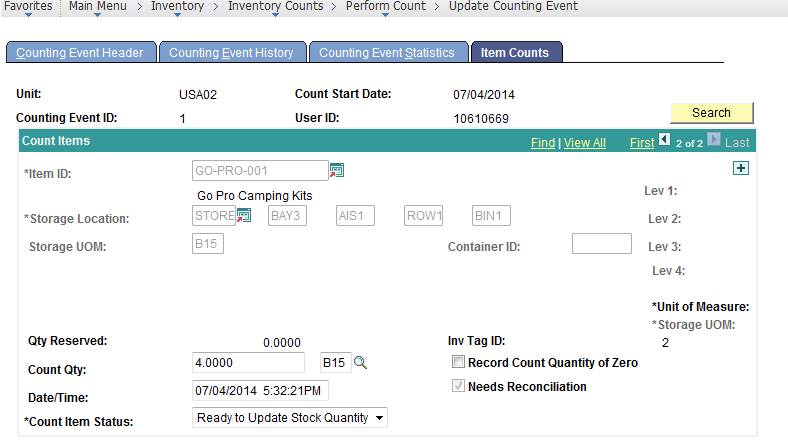 Favorites Main Menu > Inventory > Inventory Counts > Perform Count > Update Counting Event
Counting Event Header Counting Event History Counting Event Statistics Item Counts
Unit: USA02 Count Start Date: 07/04/2014
Counting Event ID: 1 User ID: 10610669 Search
Count Items Find | View All First 2 of 2 Last
*Item ID: GO-PRO-001
Go Pro Camping Kits Lev 1:
*Storage Location: STORE BAY3 AIS1 ROW1 BIN1 Lev 2:
Storage UOM: B15 Container ID: Lev 3:
Lev 4:
*Unit of Measure:
*Storage UOM:
Qty Reserved: 0.0000 Inv Tag ID: 2
Count Qty: 4.0000 B15 Record Count Quantity of Zero
Date/Time: 07/04/2014 5:32:21PM Needs Reconciliation
*Count Item Status: Ready to Update Stock Quantity